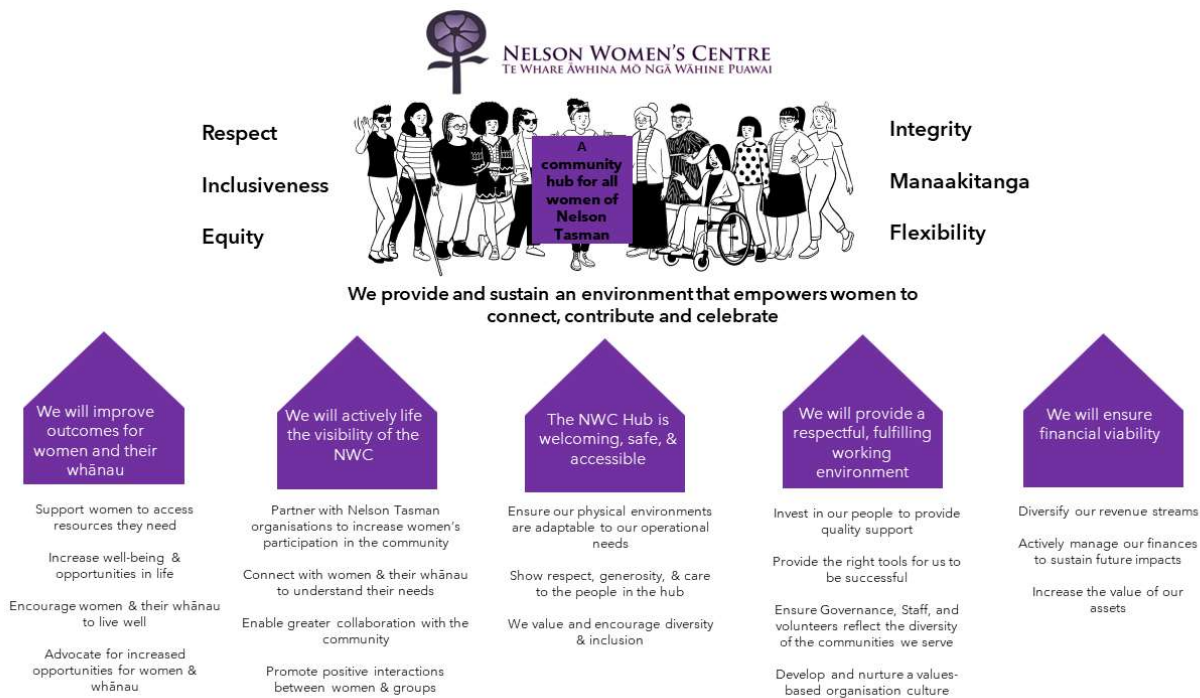 NELSON WOMEN'S CENTRE
TE WHARE ĀWHINA MŌ NGĀ WĀHINE PUAWAI
Respect
Inclusiveness
Equity
A
community
hub for all
women of
Nelson
Tasman
Integrity
Manaakitanga
Flexibility
We provide and sustain an environment that empowers women to
connect, contribute and celebrate
We will improve
outcomes for
women and their
whānau
Support women to access
resources they need
Increase well-being &
opportunities in life
Encourage women & their whānau
to live well
Advocate for increased
opportunities for women &
whānau
We will actively life
the visibility of the
NWC
Partner with Nelson Tasman
organisations to increase women's
participation in the community
Connect with women & their whānau
to understand their needs
Enable greater collaboration with the
community
Promote positive interactions
between women & groups
The NWC Hub is
welcoming, safe, &
accessible
Ensure our physical environments
are adaptable to our operational
needs
Show respect, generosity, & care
to the people in the hub
We value and encourage diversity
& inclusion
We will provide a
respectful, fulfilling
working
environment
Invest in our people to provide
quality support
Provide the right tools for us to
be successful
Ensure Governance, Staff, and
volunteers reflect the diversity
of the communities we serve
Develop and nurture a values-
based organisation culture
We will ensure
financial viability
Diversify our revenue streams
Actively manage our finances
to sustain future impacts
Increase the value of our
assets